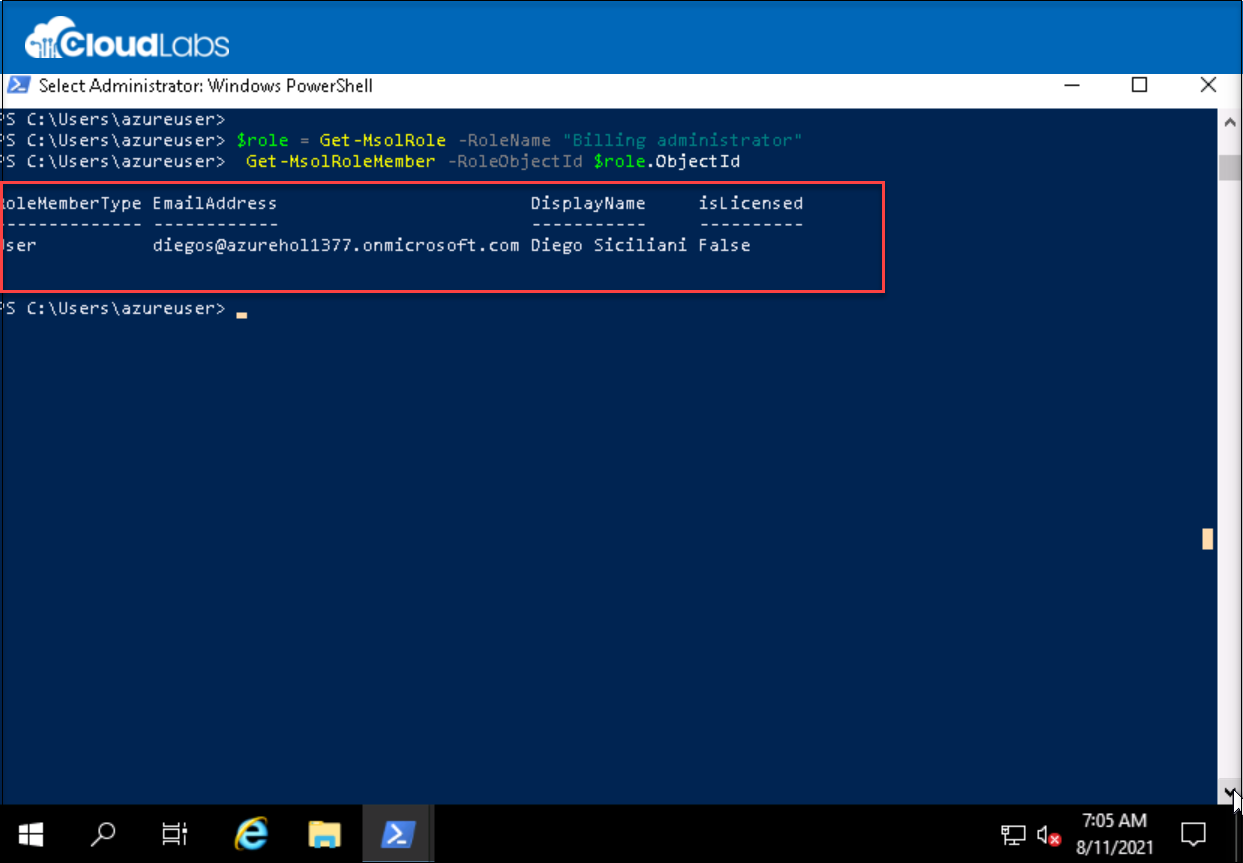 CloudLabs
Select Administrator: Windows PowerShell
PS C:\Users\azureuser>
PS C:\Users\azureuser> $role = Get-MsolRole -RoleName "Billing administrator"
PS C:\Users\azureuser>  Get-MsolRoleMember -RoleObjectId $role.ObjectId
RoleMemberType EmailAddress                        DisplayName     isLicensed
-------------- ------------                        -----------     ----------
User           diegos@azurehol1377.onmicrosoft.com Diego Siciliani False
PS C:\Users\azureuser>
7:05 AM
8/11/2021